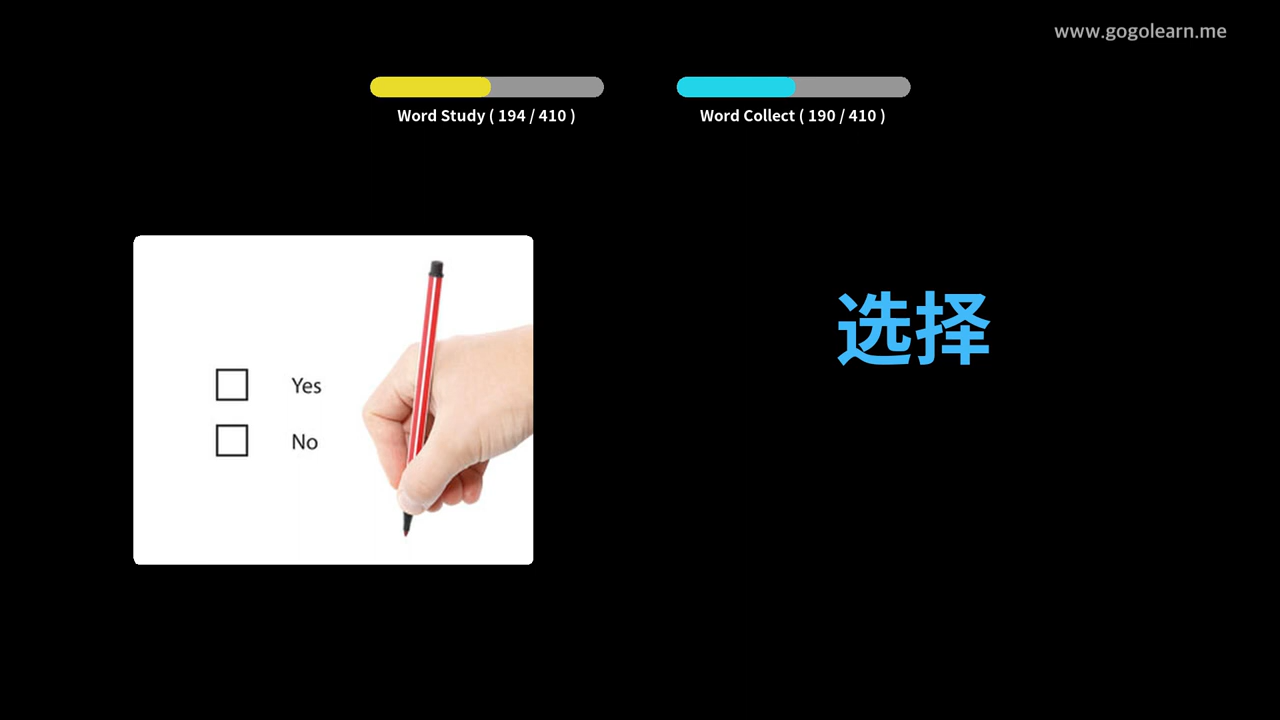 www.gogolearn.me
Word Study ( 194 / 410 )
Word Collect ( 190 / 410 )
选择
Yes
No